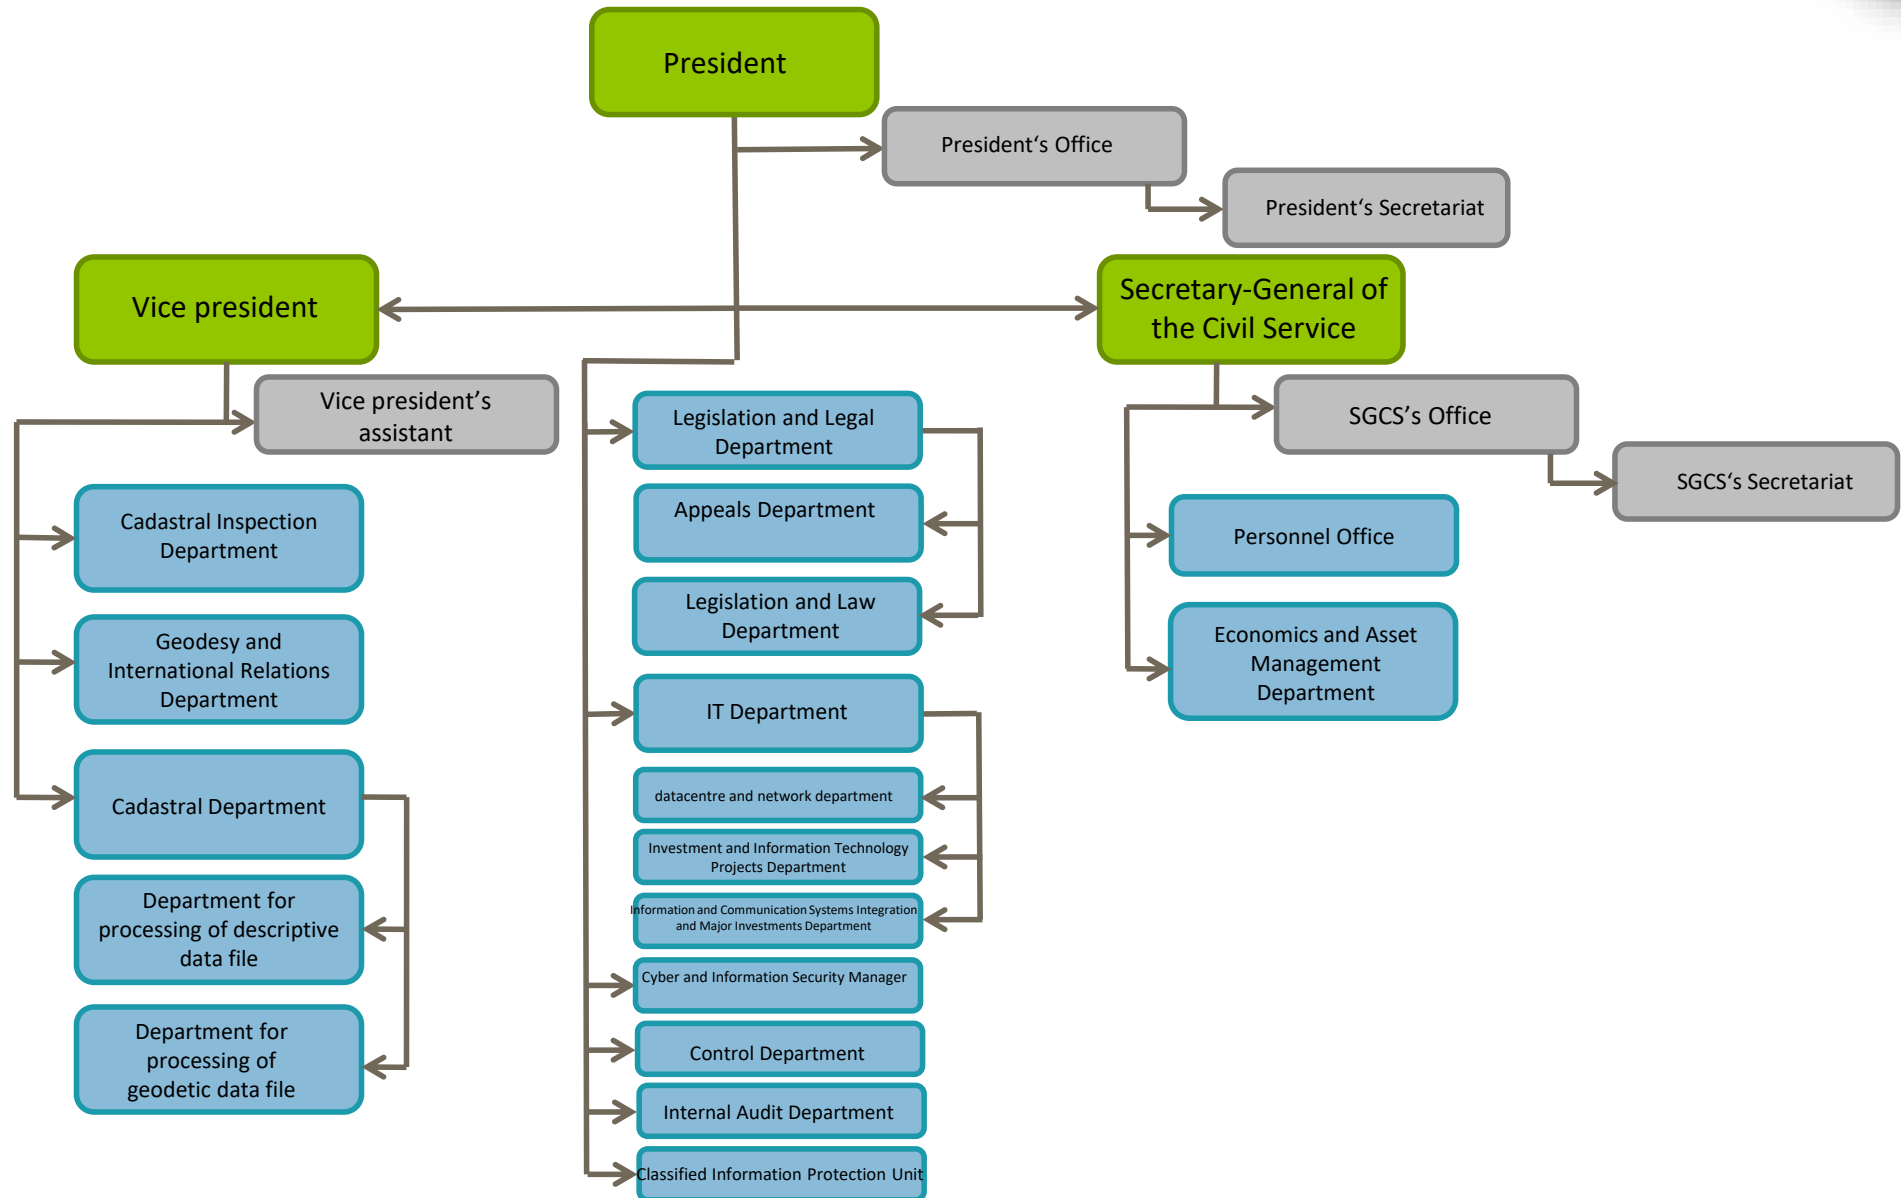 President
President‘s Office
President‘s Secretariat
Vice president
Secretary-General of
the Civil Service
Vice president’s
assistant
Cadastral Inspection
Department
Geodesy and
International Relations
Department
Cadastral Department
Department for
processing of descriptive
data file
Department for
processing of
geodetic data file
Legislation and Legal
Department
Appeals Department
Legislation and Law
Department
IT Department
datacentre and network department
Investment and Information Technology
Projects Department
Information and Communication Systems Integration
and Major Investments Department
Cyber and Information Security Manager
Control Department
Internal Audit Department
Classified Information Protection Unit
SGCS’s Office
SGCS‘s Secretariat
Personnel Office
Economics and Asset
Management
Department